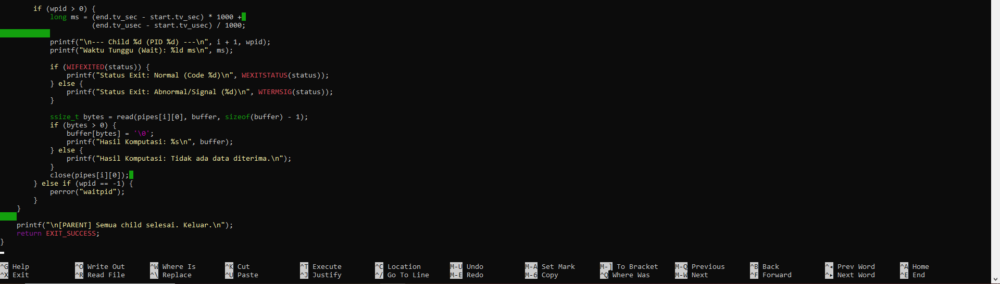 if (wpid > 0) {
            long ms = (end.tv_sec - start.tv_sec) * 1000 +
                      (end.tv_usec - start.tv_usec) / 1000;

            printf("\n--- Child %d (PID %d) ---\n", i + 1, wpid);
            printf("Waktu Tunggu (Wait): %ld ms\n", ms);

            if (WIFEXITED(status)) {
                printf("Status Exit: Normal (Code %d)\n", WEXITSTATUS(status));
            } else {
                printf("Status Exit: Abnormal/Signal (%d)\n", WTERMSIG(status));
            }

            ssize_t bytes = read(pipes[i][0], buffer, sizeof(buffer) - 1);
            if (bytes > 0) {
                buffer[bytes] = '\0';
                printf("Hasil Komputasi: %s\n", buffer);
            } else {
                printf("Hasil Komputasi: Tidak ada data diterima.\n");
            }
            close(pipes[i][0]);
        } else if (wpid == -1) {
            perror("waitpid");
        }
    }

    printf("\n[PARENT] Semua child selesai. Keluar.\n");
    return EXIT_SUCCESS;
}

^G Help ^O Write Out ^W Where Is ^K Cut ^T Execute ^C Location M-U Undo M-A Set Mark M-] To Bracket M-Q Previous ^B Back ^◂ Prev Word ^A Home
^X Exit ^R Read File ^\ Replace ^U Paste ^J Justify ^/ Go To Line M-E Redo M-6 Copy ^Q Where Was M-W Next ^F Forward ^▸ Next Word ^E End